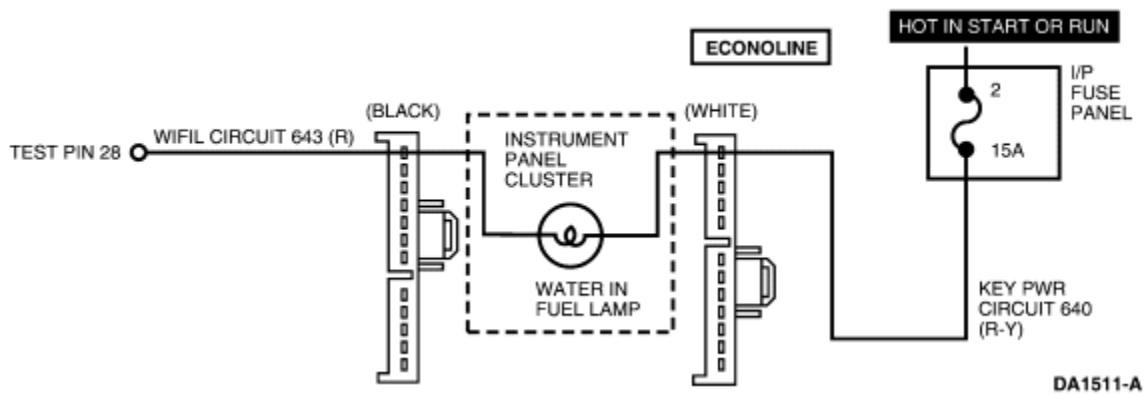 HOT IN START OR RUN
ECONOLINE
I/P
FUSE
PANEL
2
15A
(BLACK)
(WHITE)
WIFIL CIRCUIT 643 (R)
TEST PIN 28
INSTRUMENT
PANEL
CLUSTER
WATER IN
FUEL LAMP
KEY PWR
CIRCUIT 640
(R-Y)
DA1511-A